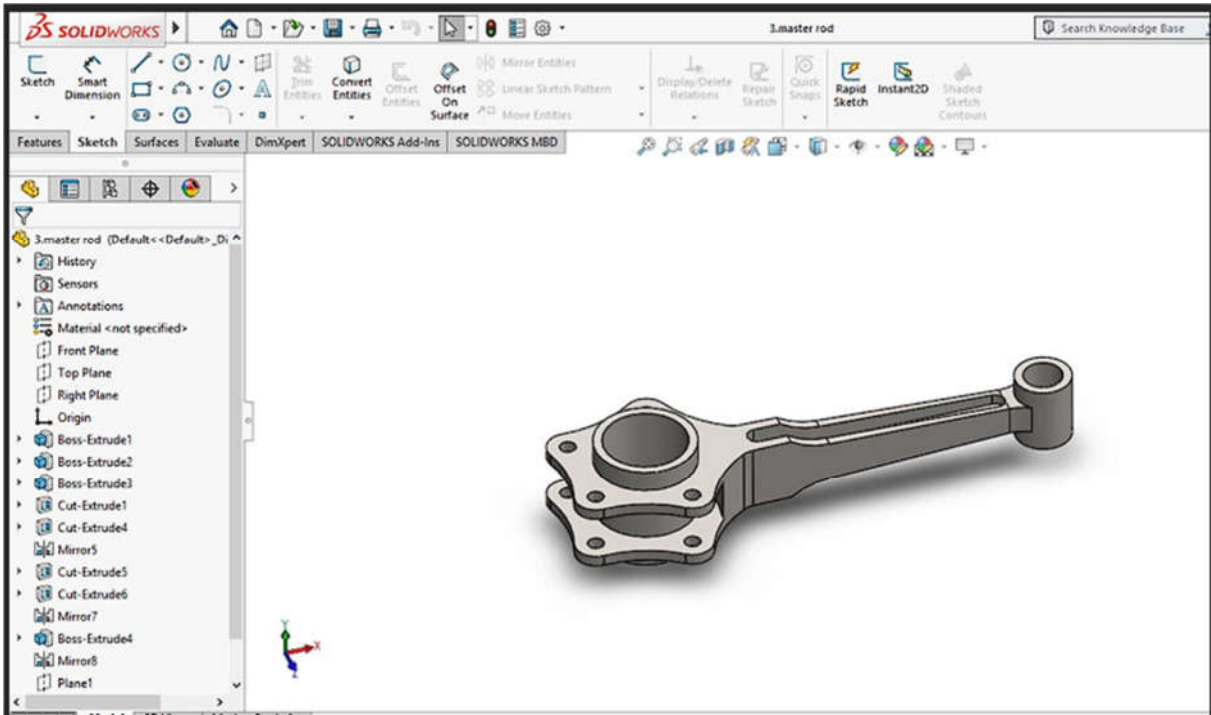 SOLIDWORKS
3.master rod
Search Knowledge Base
Sketch
Smart
Dimension
Trim
Entities
Convert
Entities
Offset
Entities
Offset
On
Surface
Mirror Entities
Linear Sketch Pattern
Move Entities
Display/Delete
Relations
Repair
Sketch
Quick
Snaps
Rapid
Sketch
Instant2D
Shaded
Sketch
Contours
Features Sketch Surfaces Evaluate DimXpert SOLIDWORKS Add-Ins SOLIDWORKS MBD
3.master rod (Default<<Default>_Di
History
Sensors
Annotations
Material <not specified>
Front Plane
Top Plane
Right Plane
Origin
Boss-Extrude1
Boss-Extrude2
Boss-Extrude3
Cut-Extrude1
Cut-Extrude4
Mirror5
Cut-Extrude5
Cut-Extrude6
Mirror7
Boss-Extrude4
Mirror8
Plane1
Y
X
Z